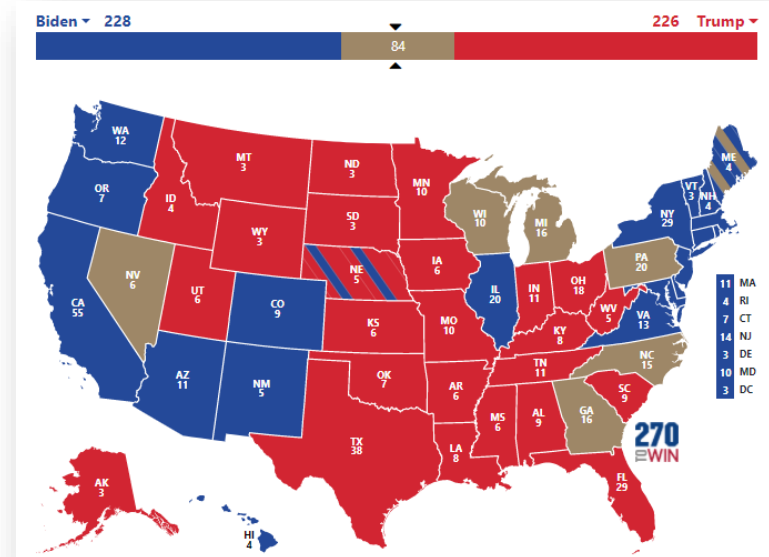 Biden 228
84
226 Trump
WA
12
OR
7
CA
55
NV
6
ID
4
MT
3
WY
3
UT
6
AZ
11
CO
9
NM
5
ND
3
SD
3
NE
5
KS
6
OK
7
TX
38
MN
10
IA
6
MO
10
AR
6
LA
8
WI
10
IL
20
MI
16
IN
11
OH
18
KY
8
TN
11
MS
6
AL
9
GA
16
FL
29
SC
9
NC
15
VA
13
WV
5
PA
20
NY
29
VT
3
NH
4
ME
4
11 MA
4 RI
7 CT
14 NJ
3 DE
10 MD
3 DC
AK
3
HI
4
270
TO WIN